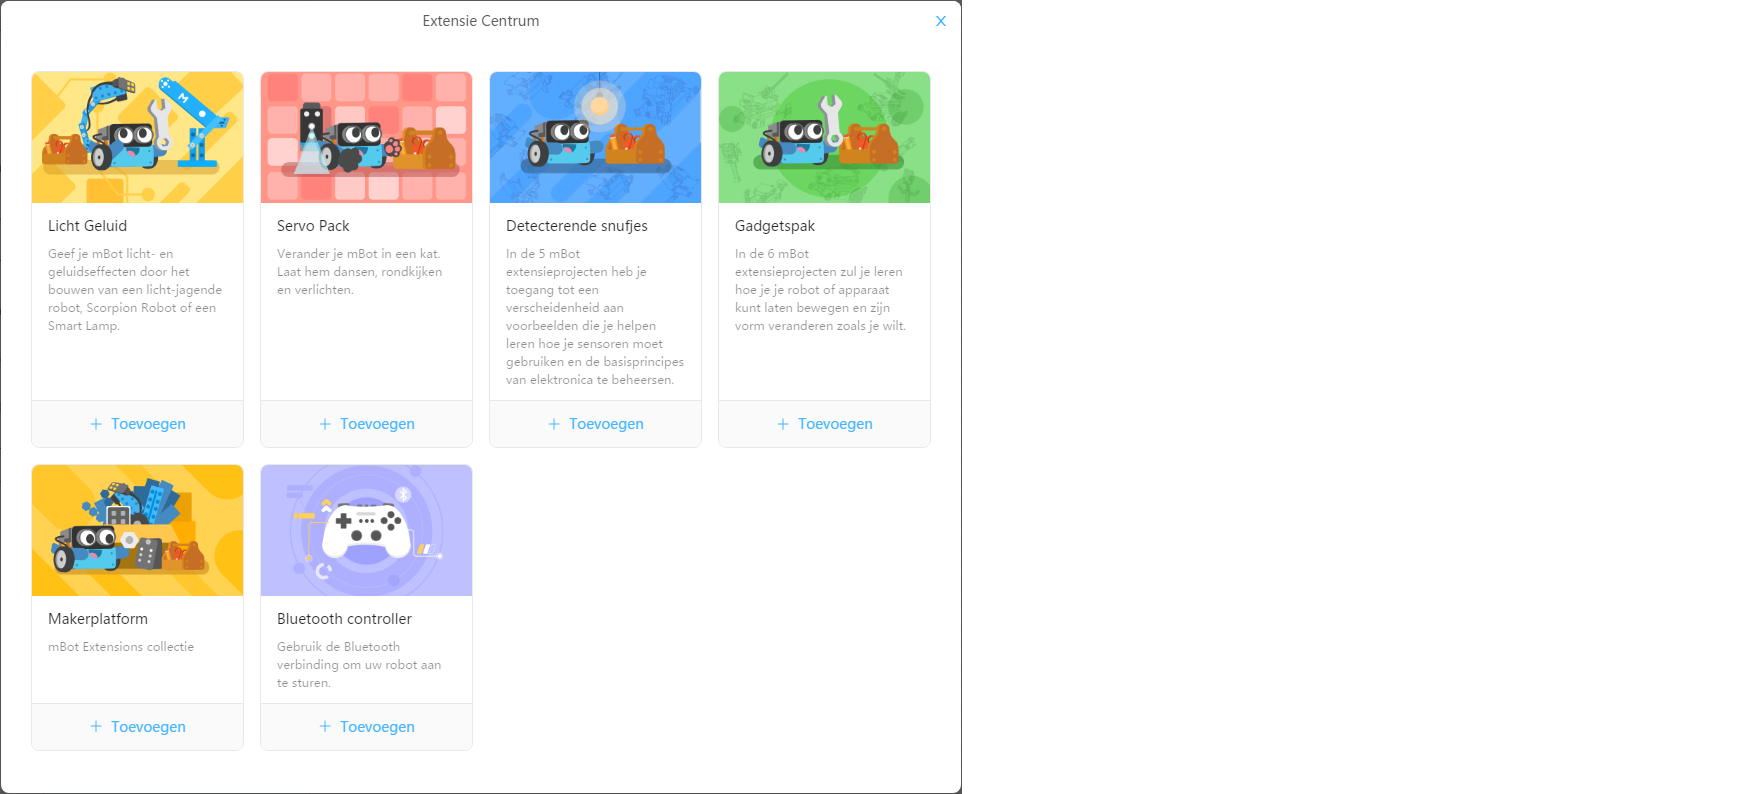 Extensie Centrum
X
Licht Geluid
Geef je mBot licht- en
geluidseffecten door het
bouwen van een licht-jagende
robot, Scorpion Robot of een
Smart Lamp.
+ Toevoegen
Servo Pack
Verander je mBot in een kat.
Laat hem dansen, rondkijken
en verlichten.
+ Toevoegen
Detecterende snufjes
In de 5 mBot
extensieprojecten heb je
toegang tot een
verscheidenheid aan
voorbeelden die je helpen
leren hoe je sensoren moet
gebruiken en de basisprincipes
van elektronica te beheersen.
+ Toevoegen
Gadgetspak
In de 6 mBot
extensieprojecten zul je leren
hoe je je robot of apparaat
kunt laten bewegen en zijn
vorm veranderen zoals je wilt.
+ Toevoegen
Makerplatform
mBot Extensions collectie
+ Toevoegen
Bluetooth controller
Gebruik de Bluetooth
verbinding om uw robot aan
te sturen.
+ Toevoegen